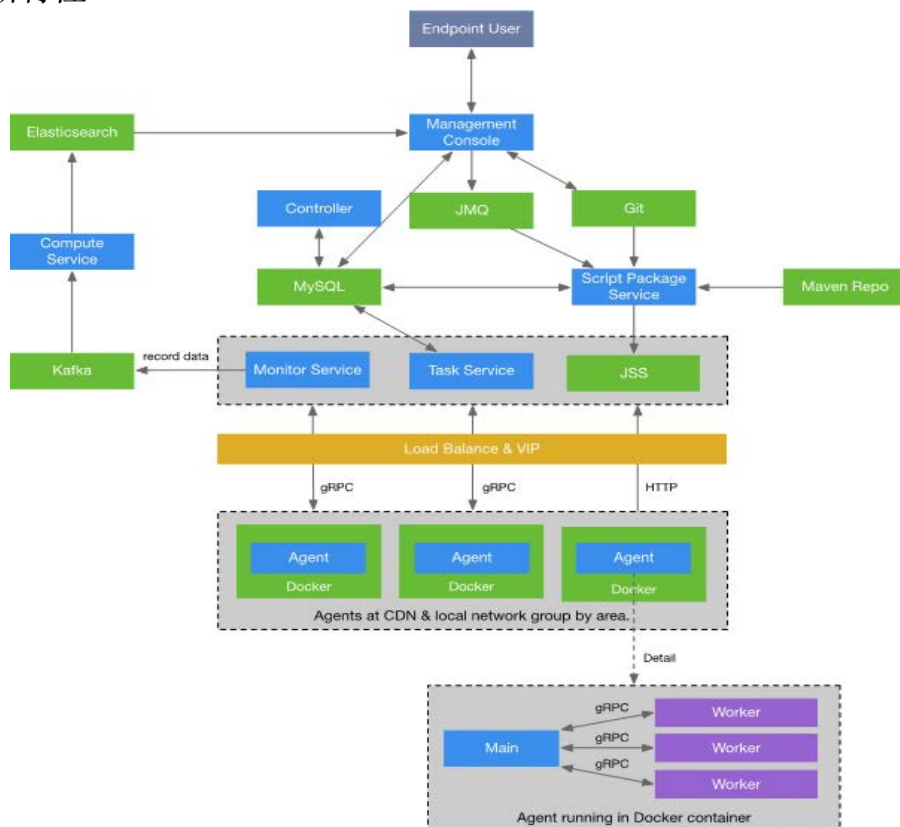 Endpoint User
Elasticsearch
Management
Console
Controller
JMQ
Git
Compute
Service
MySQL
Script Package
Service
Maven Repo
record data
Kafka
Monitor Service
Task Service
JSS
Load Balance & VIP
gRPC
gRPC
HTTP
Agent
Agent
Agent
Docker
Docker
Docker
Agents at CDN & local network group by area.
Detail
gRPC
Worker
Main
gRPC
Worker
gRPC
Worker
Agent running in Docker container